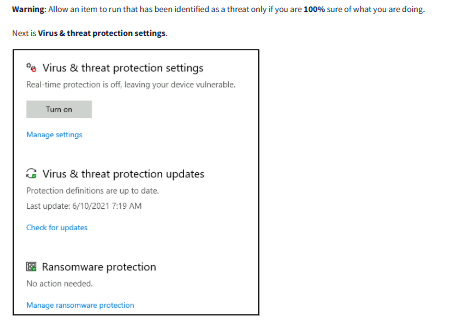 Warning: Allow an item to run that has been identified as a threat only if you are 100% sure of what you are doing.
Next is Virus & threat protection settings.
Virus & threat protection settings
Real-time protection is off, leaving your device vulnerable.
Turn on
Manage settings
Virus & threat protection updates
Protection definitions are up to date.
Last update: 6/10/2021 7:19 AM
Check for updates
Ransomware protection
No action needed.
Manage ransomware protection